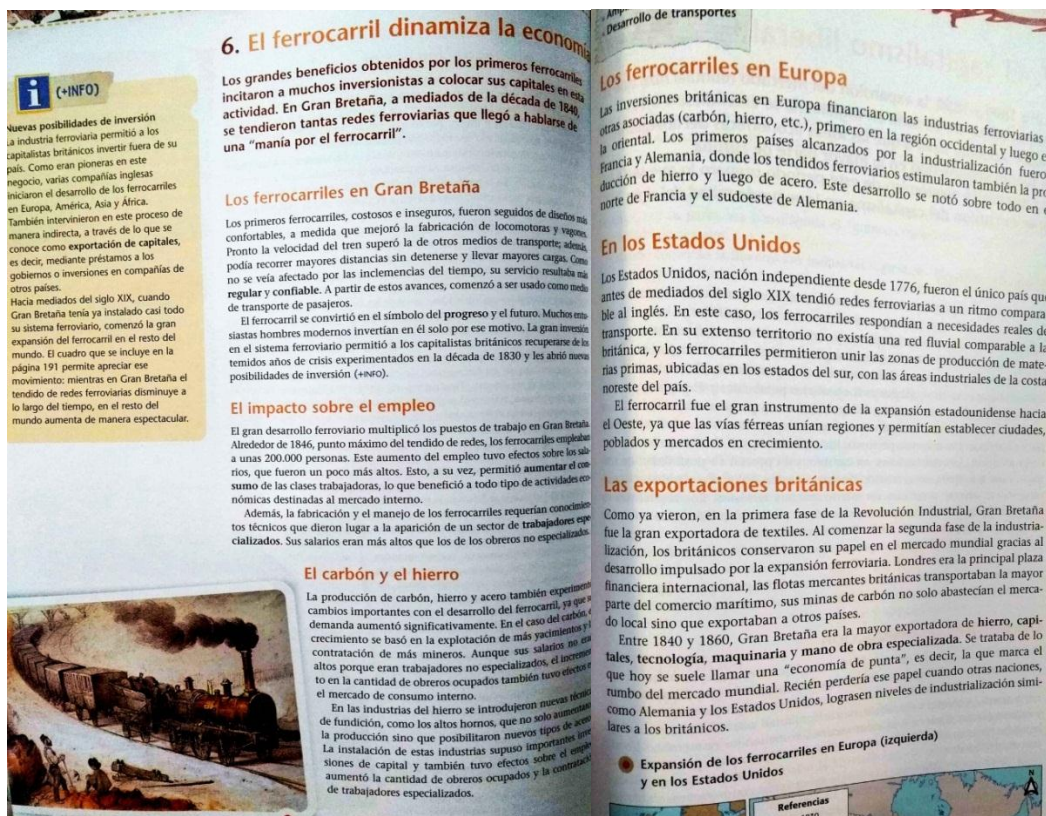 6. El ferrocarril dinamiza la economía
Los grandes beneficios obtenidos por los primeros ferrocarriles
incitaron a muchos inversionistas a colocar sus capitales en esta
actividad. En Gran Bretaña, a mediados de la década de 1840,
se tendieron tantas redes ferroviarias que llegó a hablarse de
una "manía por el ferrocarril".
i (+INFO)
Nuevas posibilidades de inversión
La industria ferroviaria permitió a los
capitalistas británicos invertir fuera de su
país. Como eran pioneras en este
negocio, varias compañías inglesas
iniciaron el desarrollo de los ferrocarriles
en Europa, América, Asia y África.
También intervinieron en este proceso de
manera indirecta, a través de lo que se
conoce como exportación de capitales,
es decir, mediante préstamos a los
gobiernos o inversiones en compañías de
otros países.
Hacia mediados del siglo XIX, cuando
Gran Bretaña tenía ya instalado casi todo
su sistema ferroviario, comenzó la gran
expansión del ferrocarril en el resto del
mundo. El cuadro que se incluye en la
página 191 permite apreciar ese
movimiento: mientras en Gran Bretaña el
tendido de redes ferroviarias disminuye a
lo largo del tiempo, en el resto del
mundo aumenta de manera espectacular.
Los ferrocarriles en Gran Bretaña
Los primeros ferrocarriles, costosos e inseguros, fueron seguidos de diseños más
confortables, a medida que mejoró la fabricación de locomotoras y vagones.
Pronto la velocidad del tren superó la de otros medios de transporte; además,
podía recorrer mayores distancias sin detenerse y llevar mayores cargas. Como
no se veía afectado por las inclemencias del tiempo, su servicio resultaba más
regular y confiable. A partir de estos avances, comenzó a ser usado como medio
de transporte de pasajeros.
El ferrocarril se convirtió en el símbolo del progreso y el futuro. Muchos entu-
siastas hombres modernos invertían en él solo por ese motivo. La gran inversión
en el sistema ferroviario permitió a los capitalistas británicos recuperarse de los
temidos años de crisis experimentados en la década de 1830 y les abrió nuevas
posibilidades de inversión (+INFO).
El impacto sobre el empleo
El gran desarrollo ferroviario multiplicó los puestos de trabajo en Gran Bretaña.
Alrededor de 1846, punto máximo del tendido de redes, los ferrocarriles empleaban
a unas 200.000 personas. Este aumento del empleo tuvo efectos sobre los sala-
rios, que fueron un poco más altos. Esto, a su vez, permitió aumentar el con-
sumo de las clases trabajadoras, lo que benefició a todo tipo de actividades eco-
nómicas destinadas al mercado interno.
Además, la fabricación y el manejo de los ferrocarriles requerían conocimien-
tos técnicos que dieron lugar a la aparición de un sector de trabajadores espe-
cializados. Sus salarios eran más altos que los de los obreros no especializados.
El carbón y el hierro
La producción de carbón, hierro y acero también experimentó
cambios importantes con el desarrollo del ferrocarril, ya que su
demanda aumentó significativamente. En el caso del carbón, el
crecimiento se basó en la explotación de más yacimientos y la
contratación de más mineros. Aunque sus salarios no eran
altos porque eran trabajadores no especializados, el incremen-
to en la cantidad de obreros ocupados también tuvo efectos en
el mercado de consumo interno.
En las industrias del hierro se introdujeron nuevas técnicas
de fundición, como los altos hornos, que no solo aumentaron
la producción sino que posibilitaron nuevos tipos de acero.
La instalación de estas industrias supuso importantes inver-
siones de capital y también tuvo efectos sobre el empleo:
aumentó la cantidad de obreros ocupados y la contratación
de trabajadores especializados.
Desarrollo de transportes
Los ferrocarriles en Europa
Las inversiones británicas en Europa financiaron las industrias ferroviarias
otras asociadas (carbón, hierro, etc.), primero en la región occidental y luego e
la oriental. Los primeros países alcanzados por la industrialización fuero
Francia y Alemania, donde los tendidos ferroviarios estimularon también la pro
ducción de hierro y luego de acero. Este desarrollo se notó sobre todo en e
norte de Francia y el sudoeste de Alemania.
En los Estados Unidos
Los Estados Unidos, nación independiente desde 1776, fueron el único país que
antes de mediados del siglo XIX tendió redes ferroviarias a un ritmo compara-
ble al inglés. En este caso, los ferrocarriles respondían a necesidades reales de
transporte. En su extenso territorio no existía una red fluvial comparable a la
británica, y los ferrocarriles permitieron unir las zonas de producción de mate-
rias primas, ubicadas en los estados del sur, con las áreas industriales de la costa
noreste del país.
El ferrocarril fue el gran instrumento de la expansión estadounidense hacia
el Oeste, ya que las vías férreas unían regiones y permitían establecer ciudades,
poblados y mercados en crecimiento.
Las exportaciones británicas
Como ya vieron, en la primera fase de la Revolución Industrial, Gran Bretaña
fue la gran exportadora de textiles. Al comenzar la segunda fase de la industria-
lización, los británicos conservaron su papel en el mercado mundial gracias al
desarrollo impulsado por la expansión ferroviaria. Londres era la principal plaza
financiera internacional, las flotas mercantes británicas transportaban la mayor
parte del comercio marítimo, sus minas de carbón no solo abastecían el merca-
do local sino que exportaban a otros países.
Entre 1840 y 1860, Gran Bretaña era la mayor exportadora de hierro, capi-
tales, tecnología, maquinaria y mano de obra especializada. Se trataba de lo
que hoy se suele llamar una "economía de punta", es decir, la que marca el
rumbo del mercado mundial. Recién perdería ese papel cuando otras naciones,
como Alemania y los Estados Unidos, lograsen niveles de industrialización simi-
lares a los británicos.
Expansión de los ferrocarriles en Europa (izquierda)
y en los Estados Unidos
Referencias
N